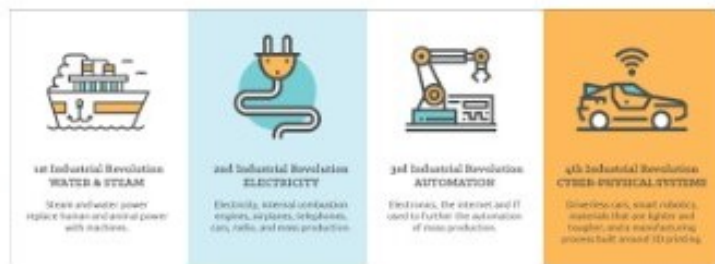 1st Industrial Revolution
WATER & STEAM
Steam and water power
replace human and animal power
with machines.
2nd Industrial Revolution
ELECTRICITY
Electricity, internal combustion
engines, airplanes, telephones,
cars, radio, and mass production
3rd Industrial Revolution
AUTOMATION
Electronics, the internet and IT
used to further the automation
of mass production.
4th Industrial Revolution
CYBER-PHYSICAL SYSTEMS
Driverless cars, smart robotics,
materials that are lighter and
tougher, and a manufacturing
process built around 3D printing